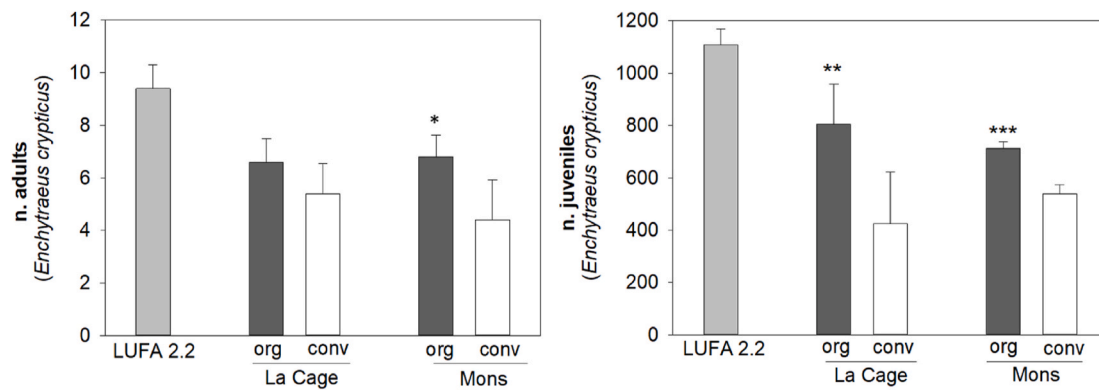 n. adults
(Enchytraeus crypticus)
12
10
8
6
4
2
0
*
LUFA 2.2
org
conv
org
conv
La Cage
Mons
n. juveniles
(Enchytraeus crypticus)
1200
1000
800
600
400
200
0
**
***
LUFA 2.2
org
conv
org
conv
La Cage
Mons